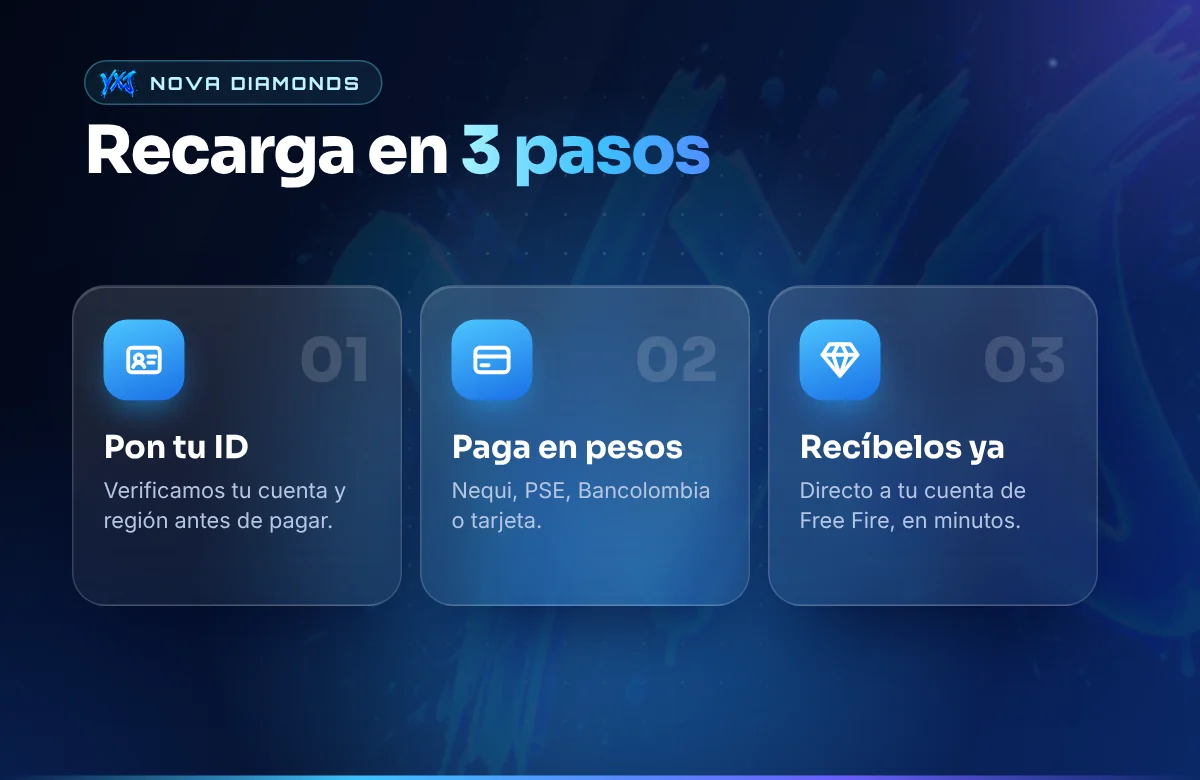 YXS NOVA DIAMONDS
Recarga en 3 pasos
01
Pon tu ID
Verificamos tu cuenta y
región antes de pagar.
02
Paga en pesos
Nequi, PSE, Bancolombia
o tarjeta.
03
Recíbelos ya
Directo a tu cuenta de
Free Fire, en minutos.